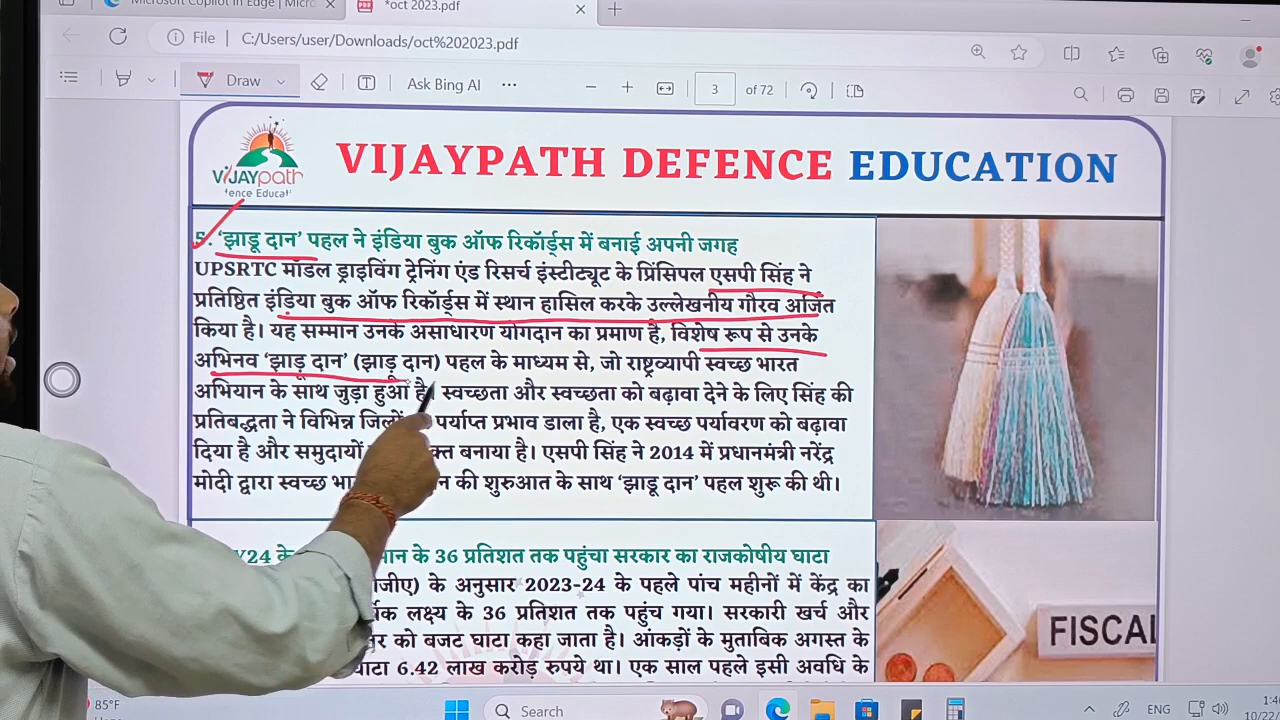 Microsoft Copilot in Edge | Micro
*oct 2023.pdf
File | C:/Users/user/Downloads/oct%202023.pdf
Draw
Ask Bing AI
3 of 72
VIJAYPATH DEFENCE EDUCATION
VIJAYpath
5. 'झाडू दान' पहल ने इंडिया बुक ऑफ रिकॉर्ड्स में बनाई अपनी जगह
UPSRTC मॉडल ड्राइविंग ट्रेनिंग एंड रिसर्च इंस्टीट्यूट के प्रिंसिपल एसपी सिंह ने
प्रतिष्ठित इंडिया बुक ऑफ रिकॉर्ड्स में स्थान हासिल करके उल्लेखनीय गौरव अर्जित
किया है। यह सम्मान उनके असाधारण योगदान का प्रमाण है, विशेष रूप से उनके
अभिनव 'झाड़ू दान' (झाड़ू दान) पहल के माध्यम से, जो राष्ट्रव्यापी स्वच्छ भारत
अभियान के साथ जुड़ा हुआ है। स्वच्छता और स्वच्छता को बढ़ावा देने के लिए सिंह की
प्रतिबद्धता ने विभिन्न जिलों पर्याप्त प्रभाव डाला है, एक स्वच्छ पर्यावरण को बढ़ावा
दिया है और समुदायों क्त बनाया है। एसपी सिंह ने 2014 में प्रधानमंत्री नरेंद्र
मोदी द्वारा स्वच्छ भा न की शुरुआत के साथ 'झाडू दान' पहल शुरू की थी।
Y24 के मान के 36 प्रतिशत तक पहुंचा सरकार का राजकोषीय घाटा
जीए) के अनुसार 2023-24 के पहले पांच महीनों में केंद्र का
र्षिक लक्ष्य के 36 प्रतिशत तक पहुंच गया। सरकारी खर्च और
को बजट घाटा कहा जाता है। आंकड़ों के मुताबिक अगस्त के
घाटा 6.42 लाख करोड़ रुपये था। एक साल पहले इसी अवधि के
FISCAL
85°F
Search
ENG